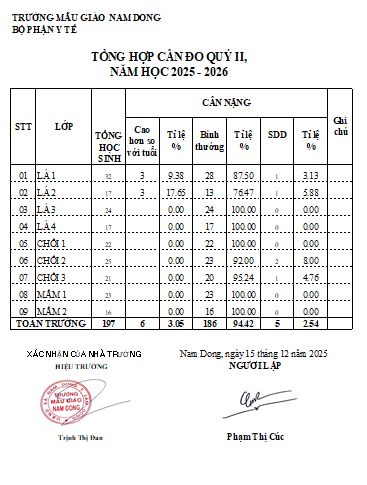 TRƯỜNG MẪU GIÁO NAM DONG
BỘ PHẬN Y TẾ
TỔNG HỢP CÂN ĐO QUÝ II,
NĂM HỌC 2025 - 2026
STT LỚP TỔNG HỌC SINH CÂN NẶNG Ghi chú
Cao hơn so với tuổi Tỉ lệ % Bình thường Tỉ lệ % SDD Tỉ lệ %
01 LÁ 1 32 3 9.38 28 87.50 1 3.13
02 LÁ 2 17 3 17.65 13 76.47 1 5.88
03 LÁ 3 24 0.00 24 100.00 0 0.00
04 LÁ 4 17 0.00 17 100.00 0 0.00
05 CHỒI 1 22 0.00 22 100.00 0 0.00
06 CHỒI 2 25 0.00 23 92.00 2 8.00
07 CHỒI 3 21 0.00 20 95.24 1 4.76
08 MẦM 1 23 0.00 23 100.00 0 0.00
09 MẦM 2 16 0.00 16 100.00 0 0.00
TOÀN TRƯỜNG 197 6 3.05 186 94.42 5 2.54
XÁC NHẬN CỦA NHÀ TRƯỜNG
HIỆU TRƯỞNG
Nam Dong, ngày 15 tháng 12 năm 2025
NGƯỜI LẬP
TRƯỜNG
MẪU GIÁO
NAM DONG
Trịnh Thị Đan
Phạm Thị Cúc